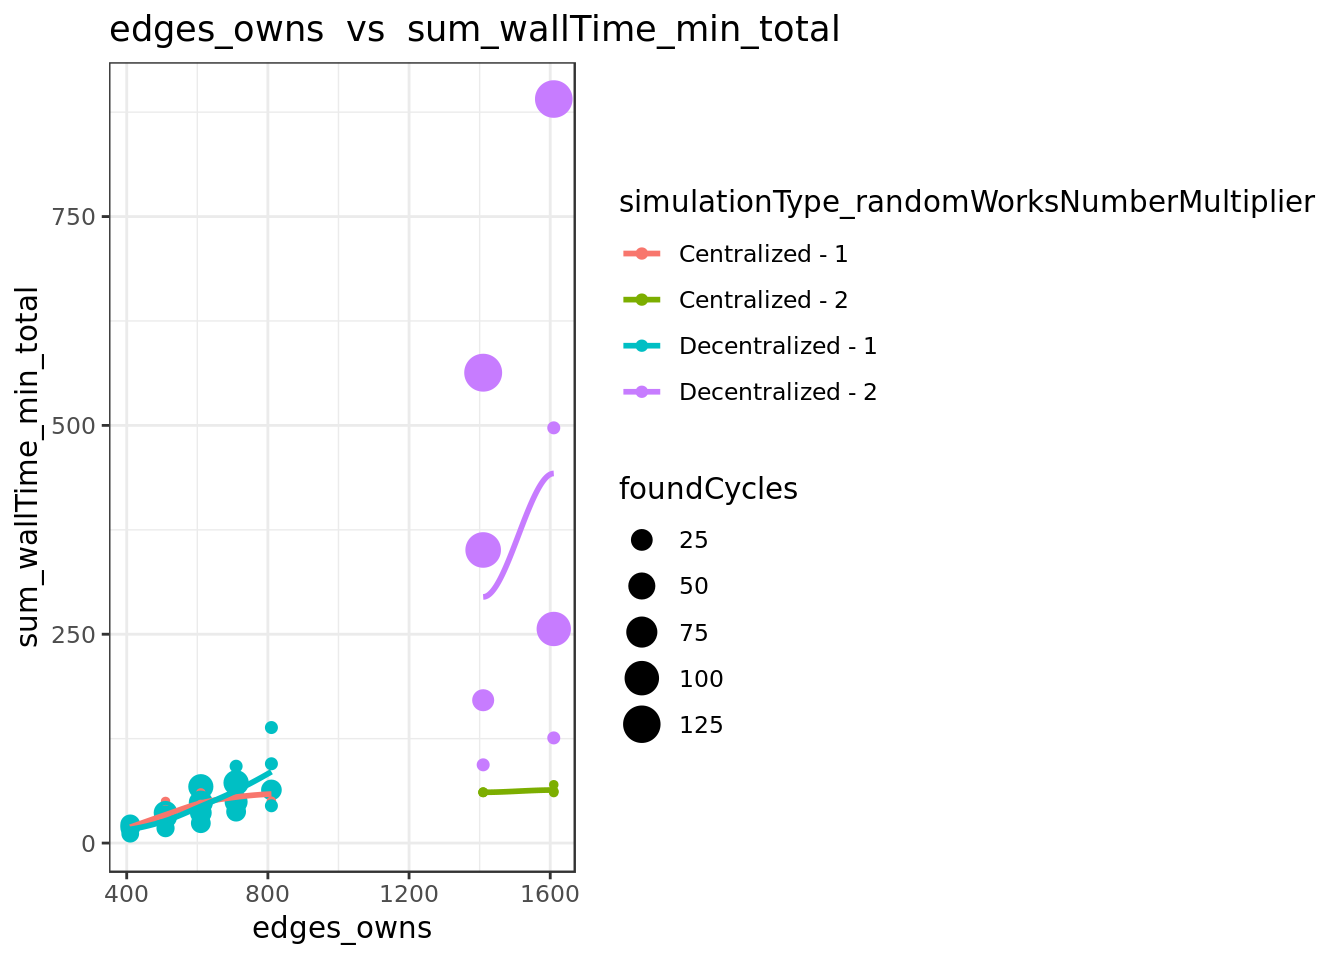 edges_owns vs sum_wallTime_min_total
sum_wallTime_min_total
750
500
250
0
400 800 1200 1600
edges_owns
simulationType_randomWorksNumberMultiplier
Centralized - 1
Centralized - 2
Decentralized - 1
Decentralized - 2
foundCycles
25
50
75
100
125